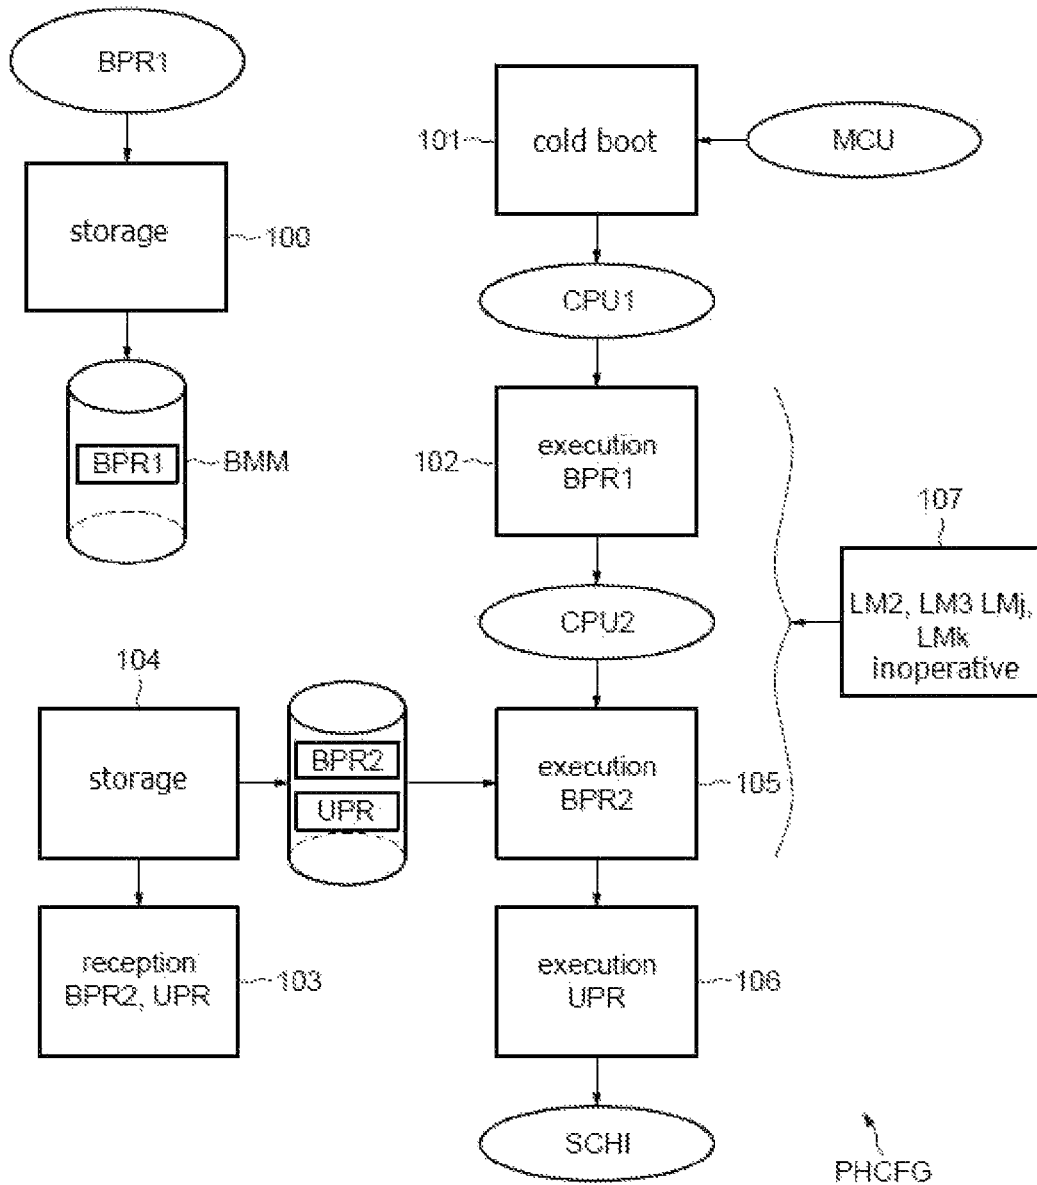 BPR1
101
cold boot
MCU
storage
100
CPU1
BPR1
BMM
102
execution
BPR1
107
LM2, LM3 LMj,
LMk
inoperative
CPU2
104
storage
BPR2
UPR
execution
BPR2
105
reception
BPR2, UPR
103
execution
UPR
106
SCHI
PHCFG